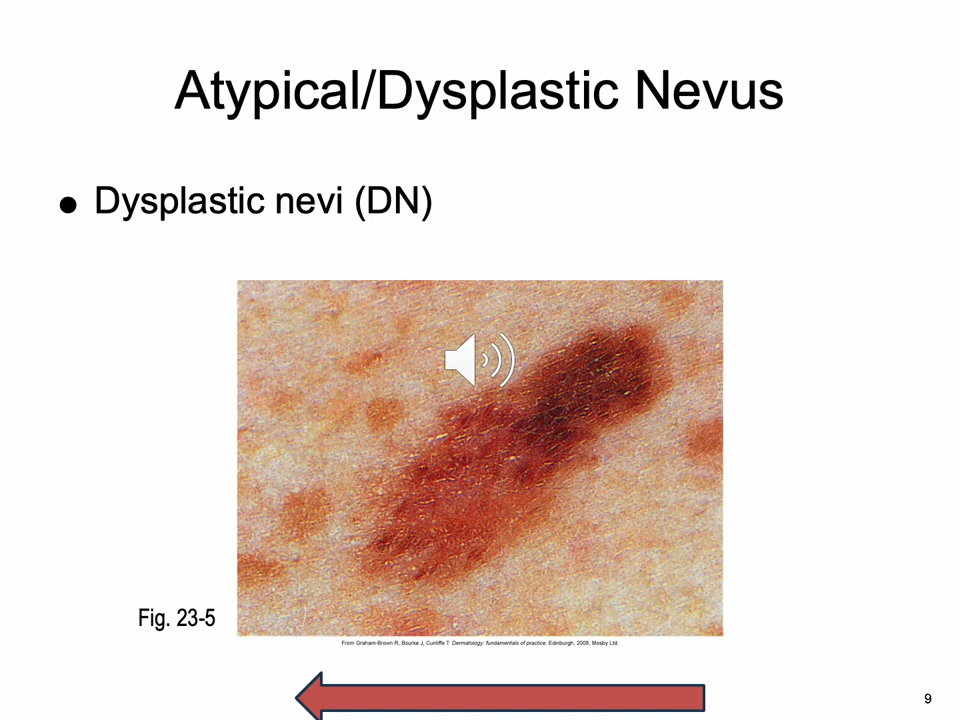 Atypical/Dysplastic Nevus
● Dysplastic nevi (DN)
Fig. 23-5
From Graham-Brown R, Bourke J, Cunliffe T: Dermatology: fundamentals of practice. Edinburgh, 2008, Mosby Ltd.
9